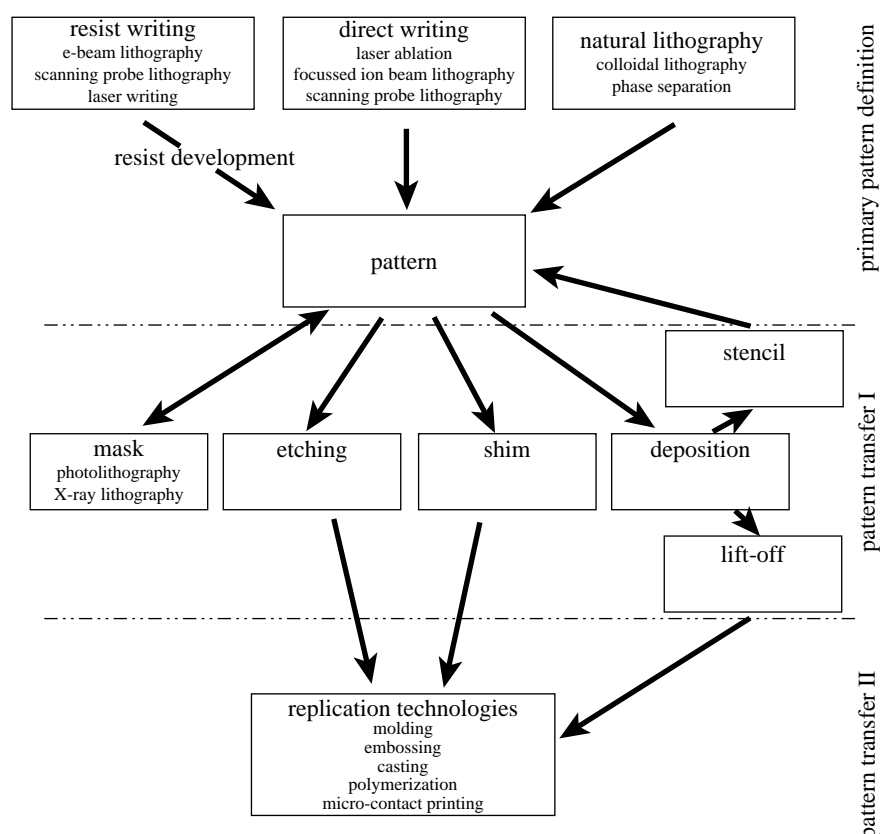 resist writing
e-beam lithography
scanning probe lithography
laser writing
direct writing
laser ablation
focussed ion beam lithography
scanning probe lithography
natural lithography
colloidal lithography
phase separation
primary pattern definition
resist development
pattern
stencil
mask
photolithography
X-ray lithography
etching
shim
deposition
lift-off
pattern transfer I
replication technologies
molding
embossing
casting
polymerization
micro-contact printing
pattern transfer II